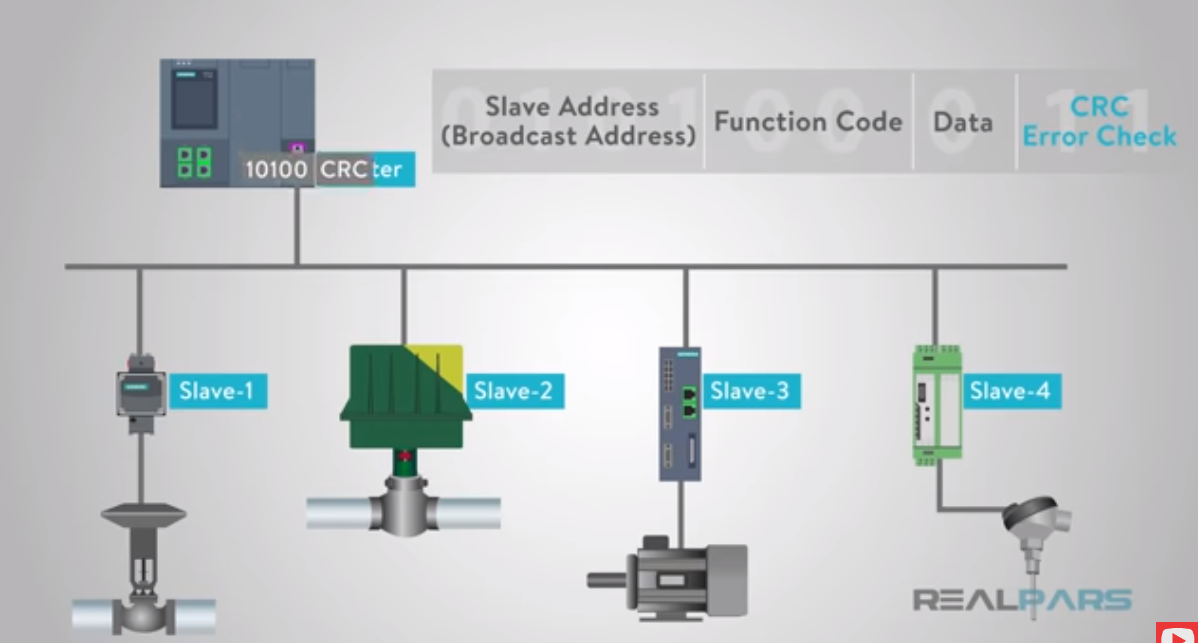 Slave Address
(Broadcast Address)
Function Code
Data
CRC
Error Check
10100 CRC
ter
Slave-1
Slave-2
Slave-3
Slave-4
REALPARS